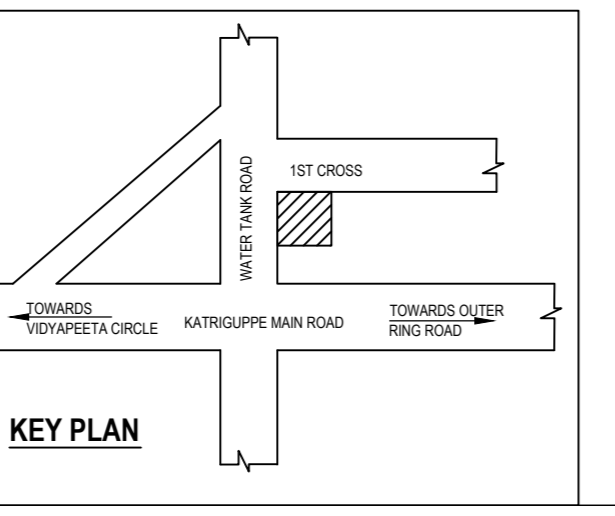 1ST CROSS
WATER TANK ROAD
TOWARDS
VIDYAPEETA CIRCLE
KATRIGUPPE MAIN ROAD
TOWARDS OUTER
RING ROAD
KEY PLAN